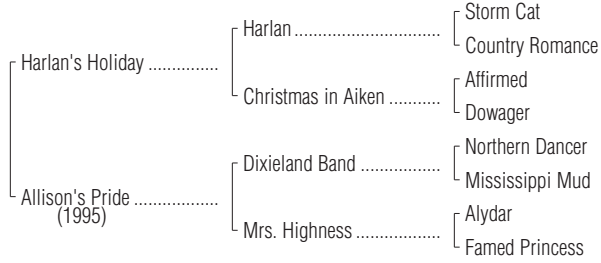 Storm Cat
Harlan ................................
Country Romance
Harlan's Holiday ...............
Affirmed
Christmas in Aiken ...........
Dowager
Northern Dancer
Dixieland Band .................
Mississippi Mud
Allison's Pride ..................
(1995)
Alydar
Mrs. Highness ..................
Famed Princess